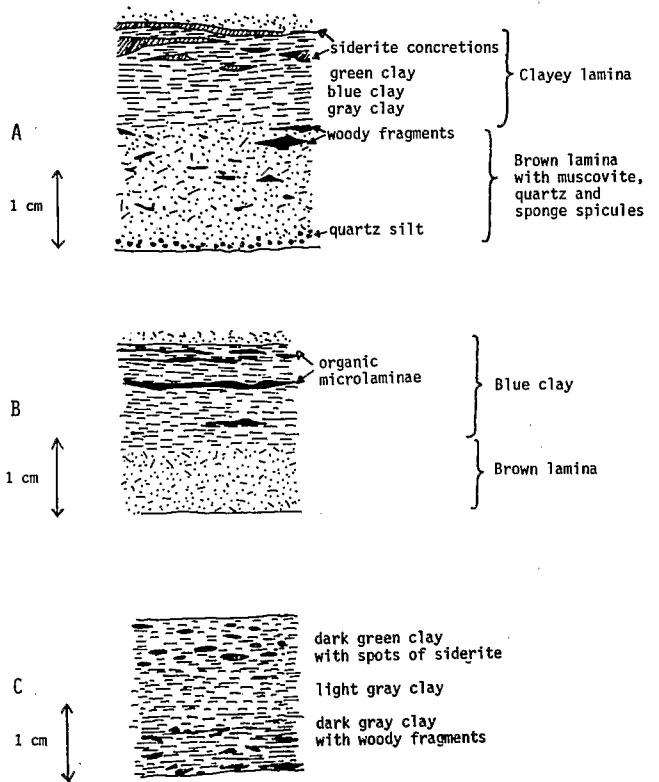 siderite concretions
green clay
blue clay
gray clay
Clayey lamina
A
woody fragments
Brown lamina
with muscovite,
quartz and
sponge spicules
1 cm
quartz silt
organic
microlaminae
Blue clay
B
1 cm
Brown lamina
dark green clay
with spots of siderite
C
light gray clay
dark gray clay
with woody fragments
1 cm